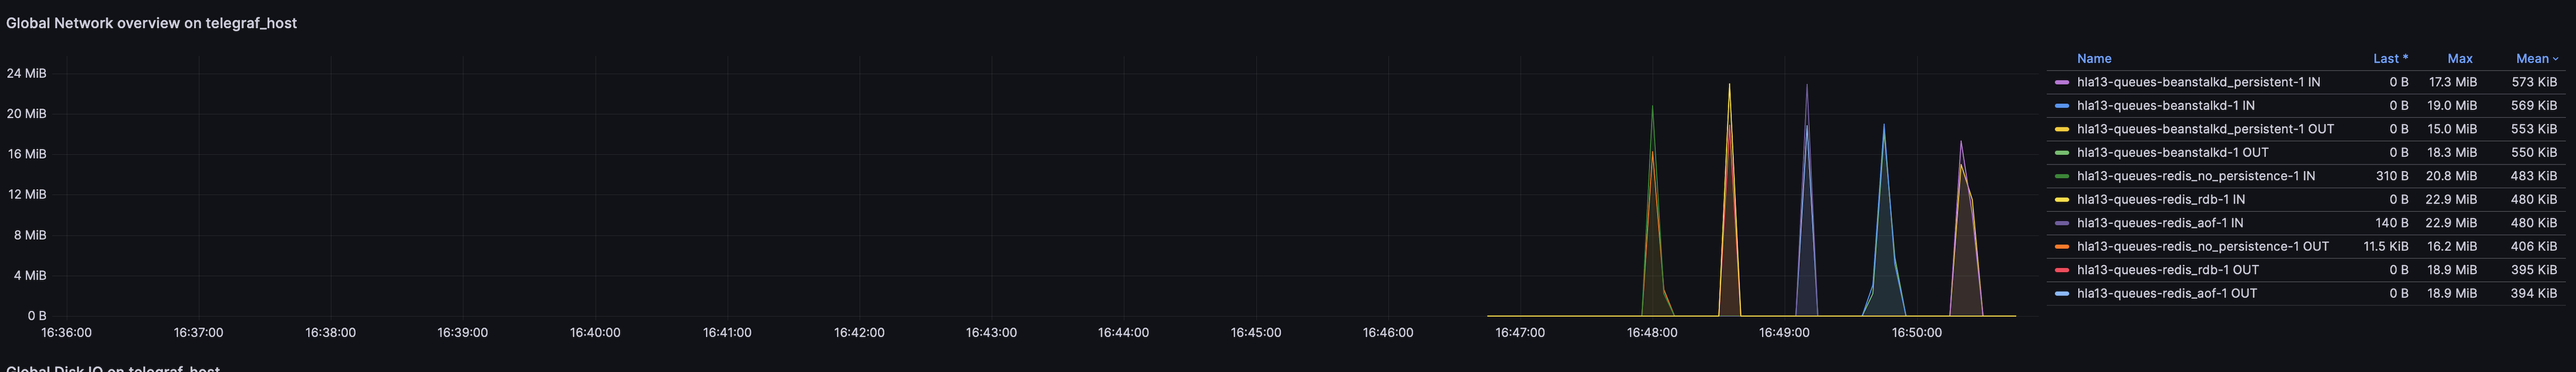 Global Network overview on telegraf_host
24 MiB
20 MiB
16 MiB
12 MiB
8 MiB
4 MiB
0 B
16:36:00 16:37:00 16:38:00 16:39:00 16:40:00 16:41:00 16:42:00 16:43:00 16:44:00 16:45:00 16:46:00 16:47:00 16:48:00 16:49:00 16:50:00
Name Last * Max Mean
hla13-queues-beanstalkd_persistent-1 IN 0 B 17.3 MiB 573 KiB
hla13-queues-beanstalkd-1 IN 0 B 19.0 MiB 569 KiB
hla13-queues-beanstalkd_persistent-1 OUT 0 B 15.0 MiB 553 KiB
hla13-queues-beanstalkd-1 OUT 0 B 18.3 MiB 550 KiB
hla13-queues-redis_no_persistence-1 IN 310 B 20.8 MiB 483 KiB
hla13-queues-redis_rdb-1 IN 0 B 22.9 MiB 480 KiB
hla13-queues-redis_aof-1 IN 140 B 22.9 MiB 480 KiB
hla13-queues-redis_no_persistence-1 OUT 11.5 KiB 16.2 MiB 406 KiB
hla13-queues-redis_rdb-1 OUT 0 B 18.9 MiB 395 KiB
hla13-queues-redis_aof-1 OUT 0 B 18.9 MiB 394 KiB
Global Disk IO on telegraf_host